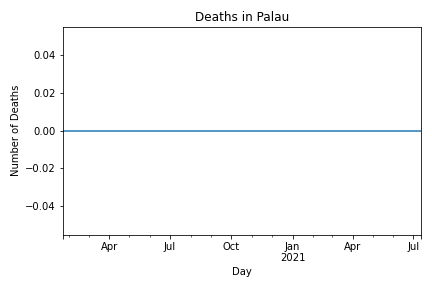 Deaths in Palau
Number of Deaths
0.04
0.02
0.00
−0.02
−0.04
Apr
Jul
Oct
Jan
2021
Apr
Jul
Day